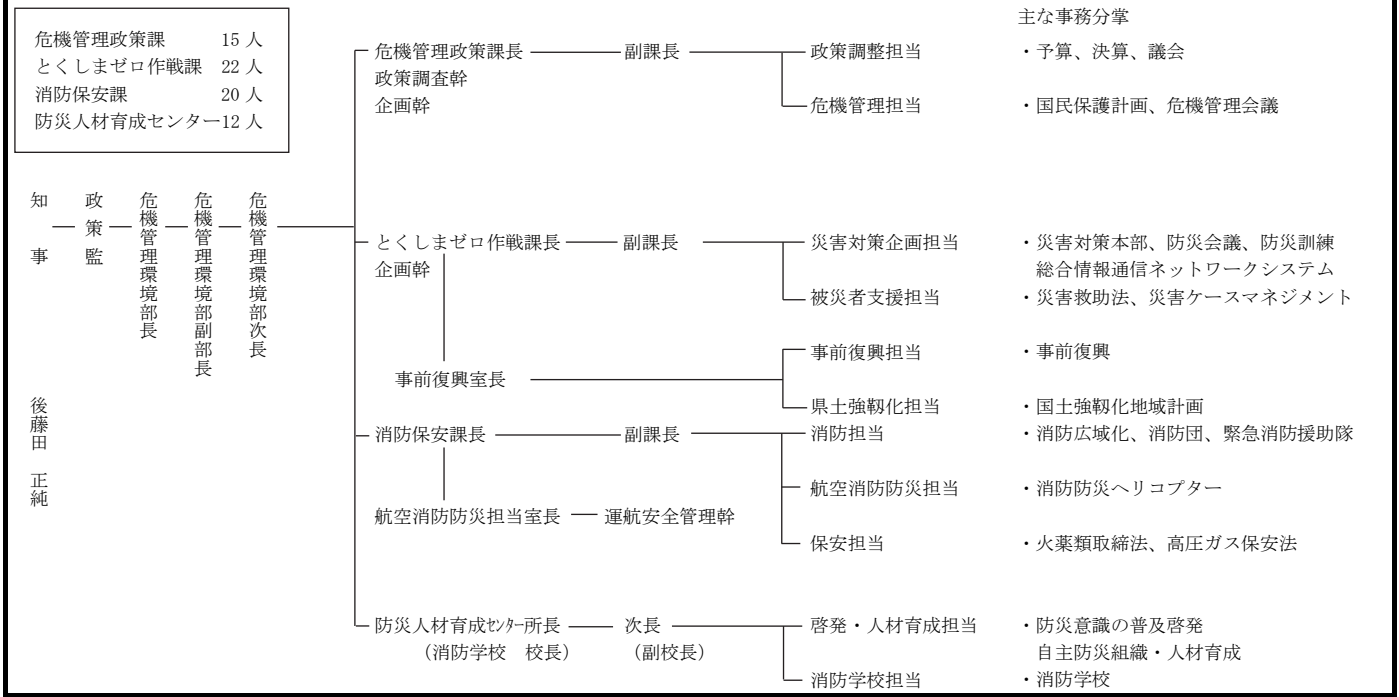 危機管理政策課 15 人
とくしまゼロ作戦課 22 人
消防保安課 20 人
防災人材育成センター12 人
主な事務分掌
危機管理政策課長 副課長 政策調整担当 ・予算、決算、議会
政策調査幹
企画幹 危機管理担当 ・国民保護計画、危機管理会議
知事 後藤田 正純
政策監
危機管理環境部長
危機管理環境部副部長
危機管理環境部次長
とくしまゼロ作戦課長 副課長 災害対策企画担当 ・災害対策本部、防災会議、防災訓練
企画幹 総合情報通信ネットワークシステム
被災者支援担当 ・災害救助法、災害ケースマネジメント
事前復興担当 ・事前復興
事前復興室長
県土強靱化担当 ・国土強靱化地域計画
消防保安課長 副課長 消防担当 ・消防広域化、消防団、緊急消防援助隊
航空消防防災担当 ・消防防災ヘリコプター
航空消防防災担当室長 運航安全管理幹
保安担当 ・火薬類取締法、高圧ガス保安法
防災人材育成ｾﾝﾀｰ所長 次長 啓発・人材育成担当 ・防災意識の普及啓発
（消防学校 校長） （副校長） 自主防災組織・人材育成
消防学校担当 ・消防学校